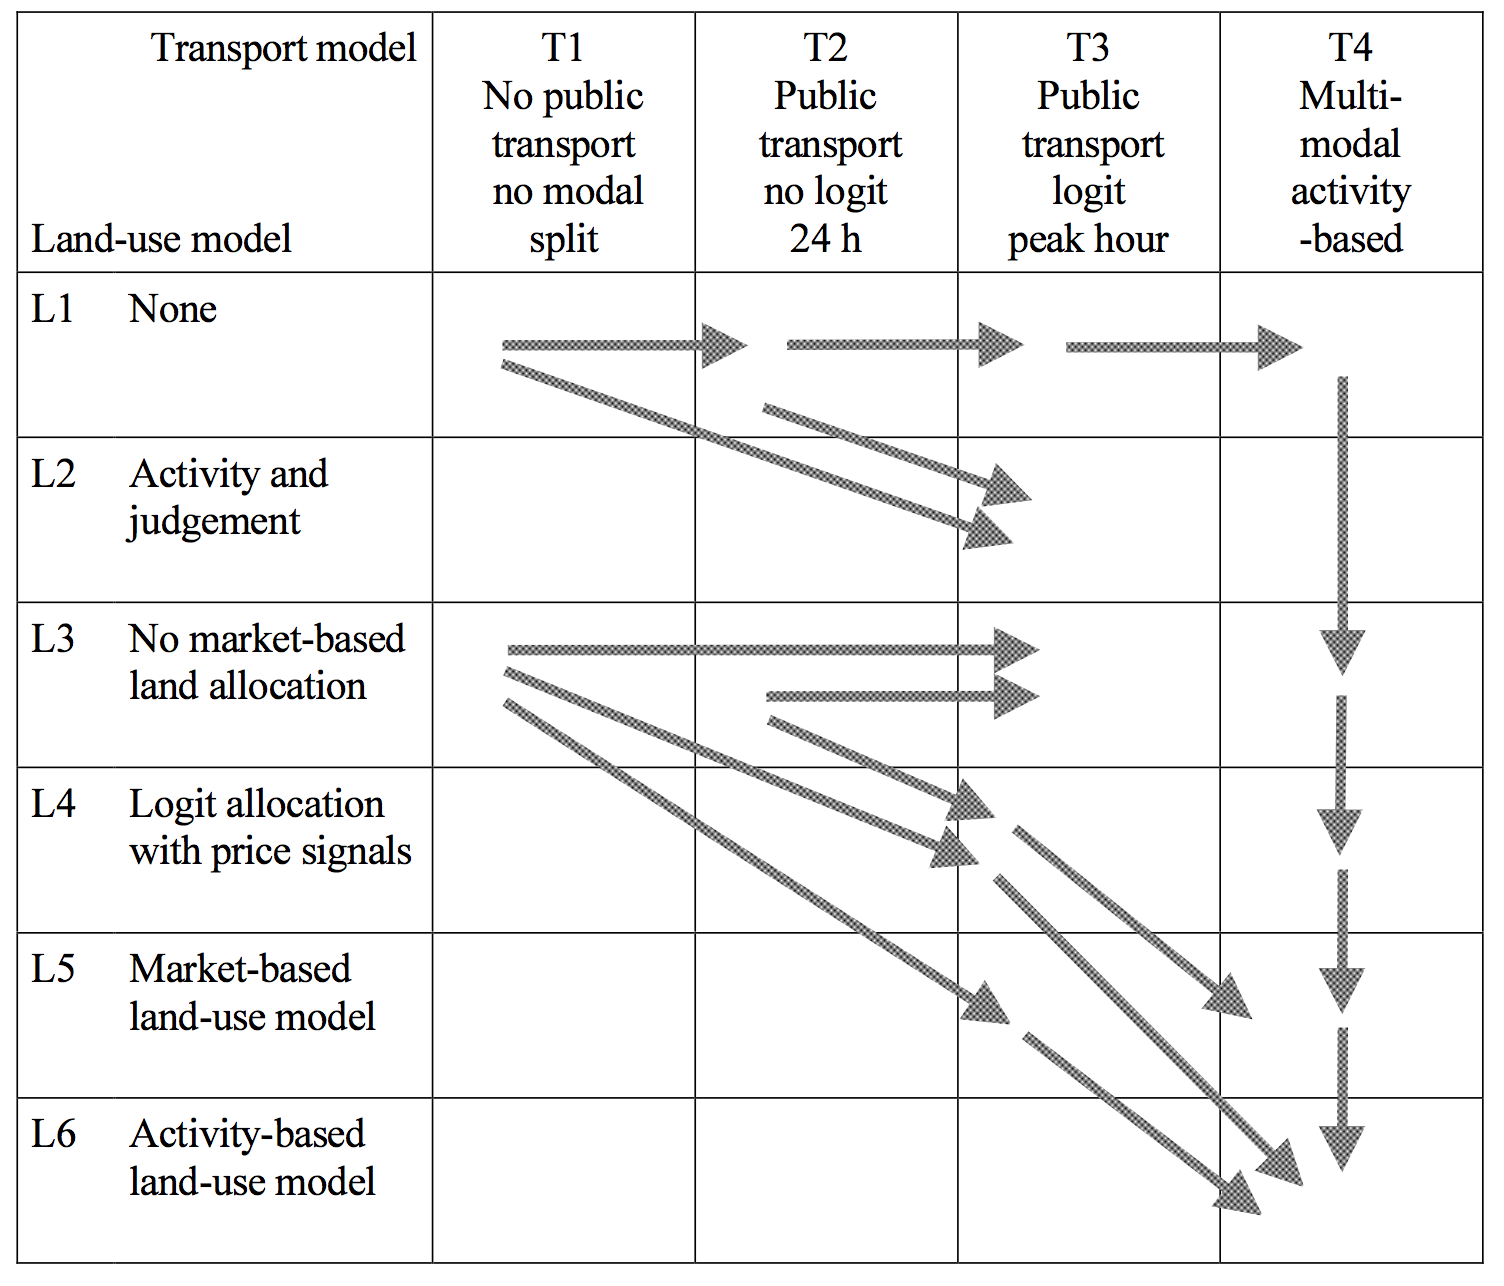 Transport model
Land-use model
T1
No public
transport
no modal
split
T2
Public
transport
no logit
24 h
T3
Public
transport
logit
peak hour
T4
Multi-
modal
activity
-based
L1 None
L2 Activity and
judgement
L3 No market-based
land allocation
L4 Logit allocation
with price signals
L5 Market-based
land-use model
L6 Activity-based
land-use model